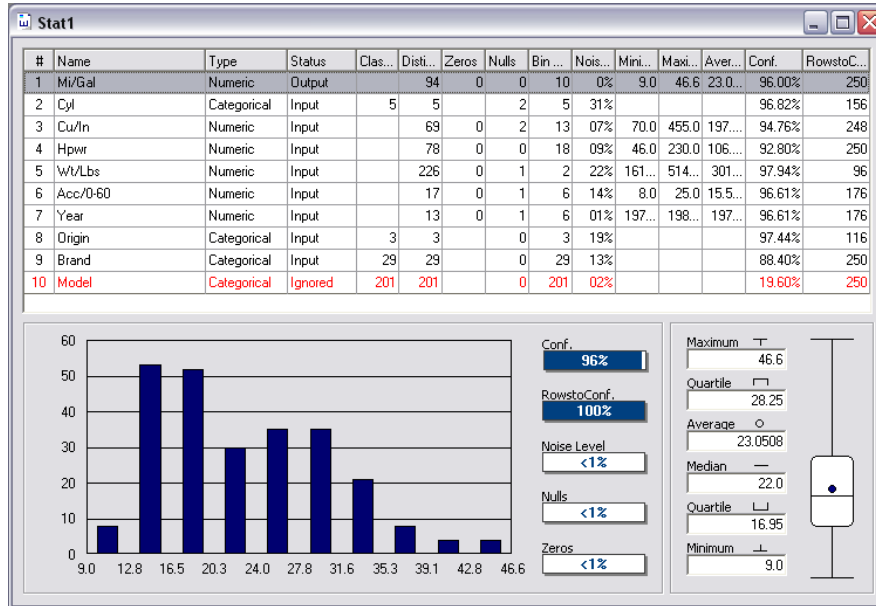 Stat1
# Name Type Status Clas... Disti... Zeros Nulls Bin ... Nois... Mini... Maxi... Aver... Conf. RowstoC...
1 Mi/Gal Numeric Output 94 0 0 10 0% 9.0 46.6 23.0... 96.00% 250
2 Cyl Categorical Input 5 5 2 5 31% 96.82% 156
3 Cu/In Numeric Input 69 0 2 13 07% 70.0 455.0 197.... 94.76% 248
4 Hpwr Numeric Input 78 0 0 18 09% 46.0 230.0 106.... 92.80% 250
5 Wt/Lbs Numeric Input 226 0 1 2 22% 161... 514... 301... 97.94% 96
6 Acc/0-60 Numeric Input 17 0 1 6 14% 8.0 25.0 15.5... 96.61% 176
7 Year Numeric Input 13 0 1 6 01% 197... 198... 197... 96.61% 176
8 Origin Categorical Input 3 3 0 3 19% 97.44% 116
9 Brand Categorical Input 29 29 0 29 13% 88.40% 250
10 Model Categorical Ignored 201 201 0 201 02% 19.60% 250
60
50
40
30
20
10
0
9.0 12.8 16.5 20.3 24.0 27.8 31.6 35.3 39.1 42.8 46.6
Conf.
96%
RowstoConf.
100%
Noise Level
<1%
Nulls
<1%
Zeros
<1%
Maximum
46.6
Quartile
28.25
Average
23.0508
Median
22.0
Quartile
16.95
Minimum
9.0